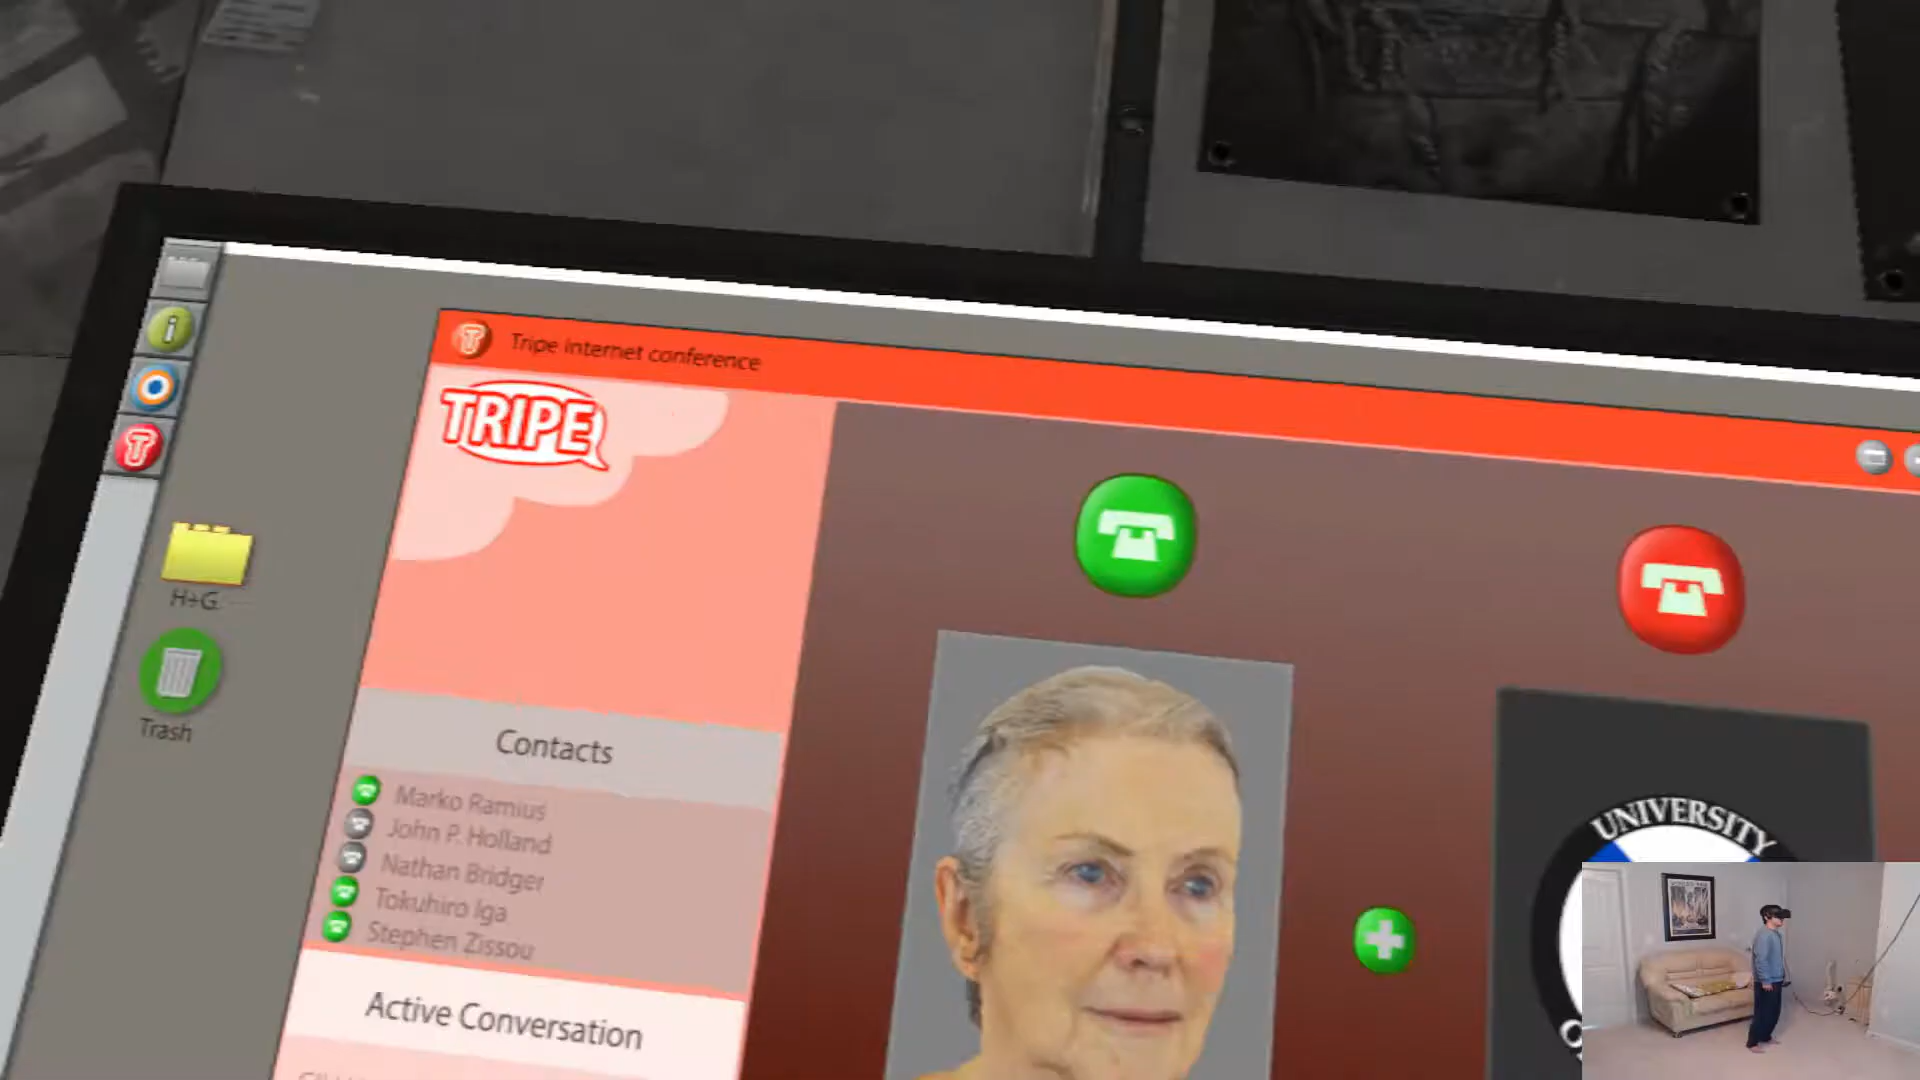 Tripe internet conference
TRIPE
H+G
Trash
Contacts
Marko Ramius
John P. Holland
Nathan Bridger
Tokuhiro Iga
Stephen Zissou
Active Conversation
UNIVERSITY